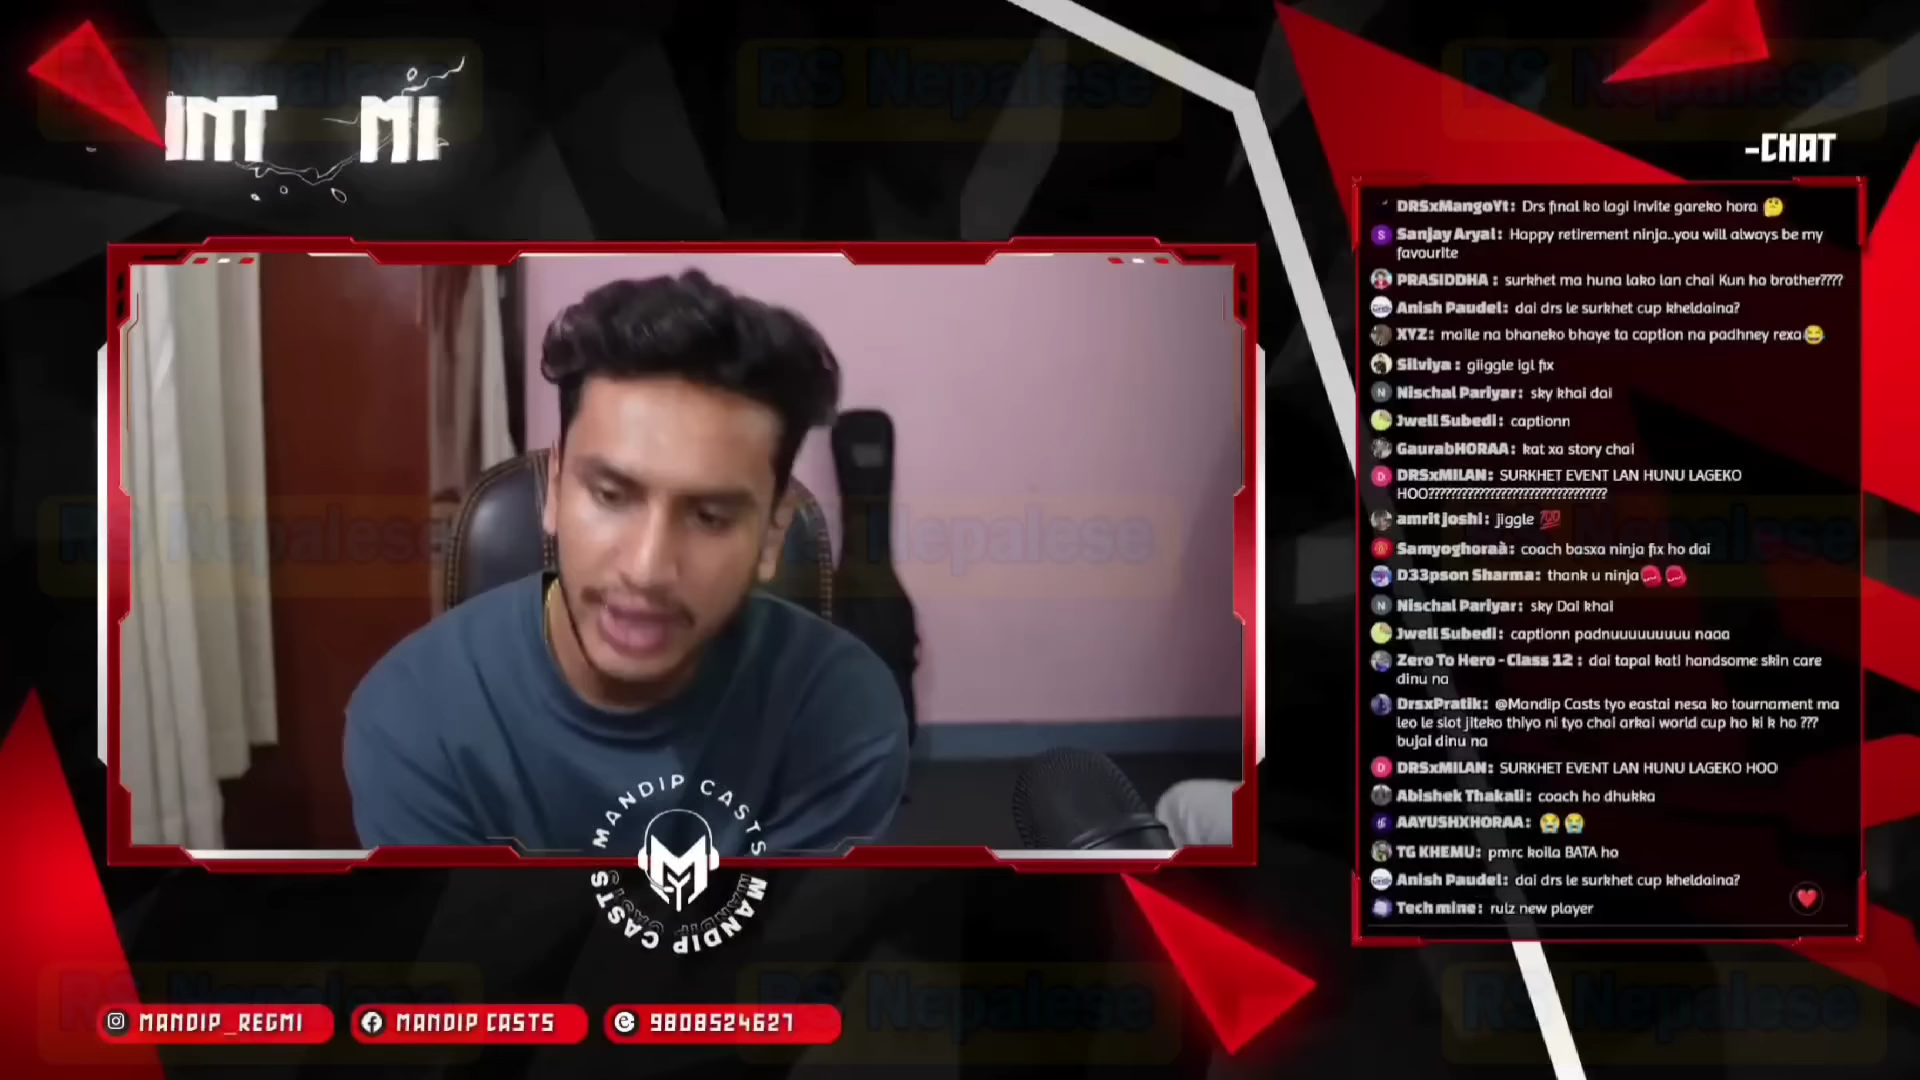 INT MI
RS Nepalese
-CHAT
DRSxMangoYt: Drs final ko lagi invite gareko hora 🤔
Sanjay Aryal: Happy retirement ninja..you will always be my
favourite
PRASIDDHA : surkhet ma huna lako lan chai Kun ho brother????
Anish Paudel: dai drs le surkhet cup kheldaina?
XYZ: maile na bhaneko bhaye ta caption na padhney rexa😂
Silviya : giiggle igl fix
Nischal Pariyar: sky khai dai
Jwell Subedi: captionn
GaurabHORAA: kat xa story chai
DRSxMILAN: SURKHET EVENT LAN HUNU LAGEKO
amrit joshi: jiggle 💯
Samyoghoraà: coach basxa ninja fix ho dai
D33pson Sharma: thank u ninja
Nischal Pariyar: sky Dai khai
Jwell Subedi: captionn padnuuuuuuuuu naaa
Zero To Hero - Class 12 : dai tapai kati handsome skin care
dinu na
DrsxPratik: @Mandip Casts tyo eastai nesa ko tournament ma
leo le slot jiteko thiyo ni tyo chai arkai world cup ho ki k ho ???
bujai dinu na
DRSxMILAN: SURKHET EVENT LAN HUNU LAGEKO HOO
Abishek Thakali: coach ho dhukka
AAYUSHXHORAA: 😭 😭
TG KHEMU: pmrc koila BATA ho
Anish Paudel: dai drs le surkhet cup kheldaina?
Tech mine: rulz new player
MANDIP CASTS MANDIP CASTS
MANDIP_REGMI
MANDIP CASTS
9808524627